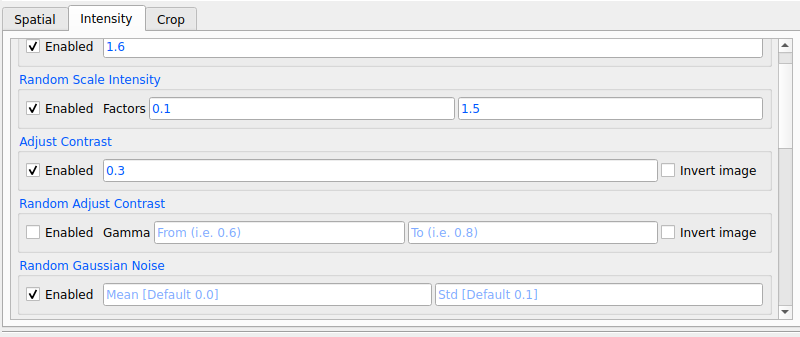 Spatial Intensity Crop
Enabled 1.6
Random Scale Intensity
Enabled Factors 0.1 1.5
Adjust Contrast
Enabled 0.3 Invert image
Random Adjust Contrast
Enabled Gamma From (i.e. 0.6) To (i.e. 0.8) Invert image
Random Gaussian Noise
Enabled Mean [Default 0.0] Std [Default 0.1]